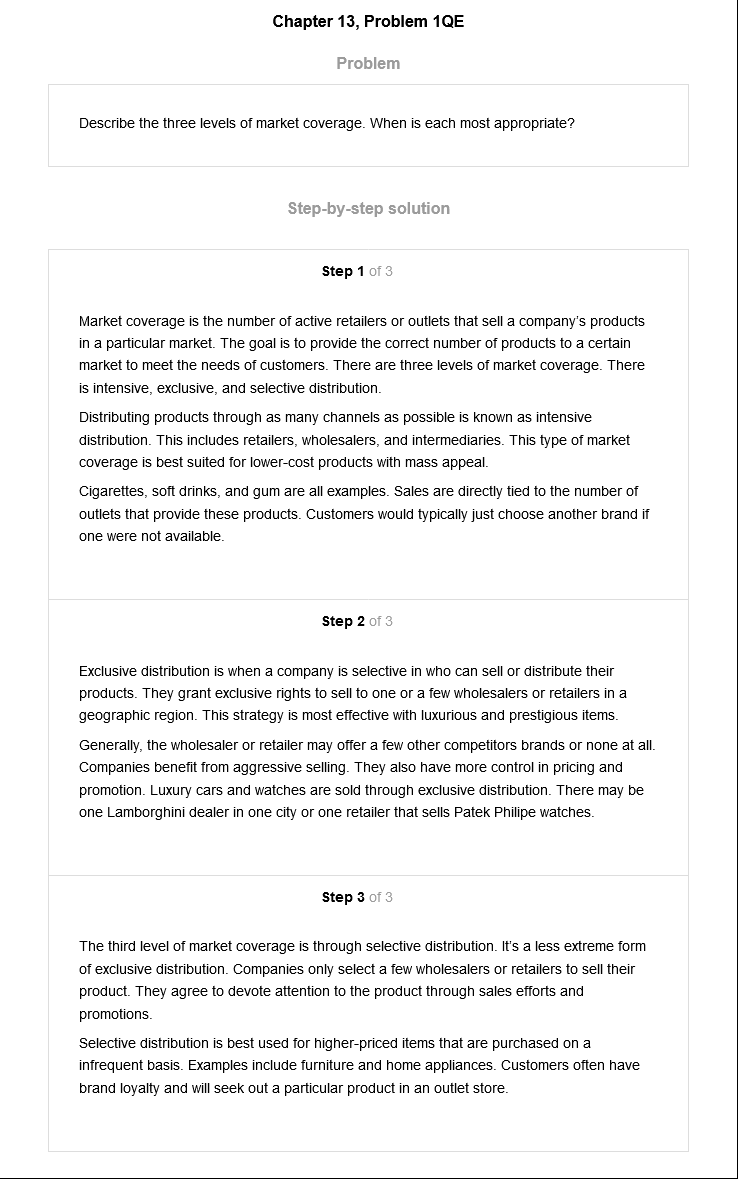 Chapter 13, Problem 1QE
Problem
Describe the three levels of market coverage. When is each most appropriate?
Step-by-step solution
Step 1 of 3
Market coverage is the number of active retailers or outlets that sell a company's products
in a particular market. The goal is to provide the correct number of products to a certain
market to meet the needs of customers. There are three levels of market coverage. There
is intensive, exclusive, and selective distribution.
Distributing products through as many channels as possible is known as intensive
distribution. This includes retailers, wholesalers, and intermediaries. This type of market
coverage is best suited for lower-cost products with mass appeal.
Cigarettes, soft drinks, and gum are all examples. Sales are directly tied to the number of
outlets that provide these products. Customers would typically just choose another brand if
one were not available.
Step 2 of 3
Exclusive distribution is when a company is selective in who can sell or distribute their
products. They grant exclusive rights to sell to one or a few wholesalers or retailers in a
geographic region. This strategy is most effective with luxurious and prestigious items.
Generally, the wholesaler or retailer may offer a few other competitors brands or none at all.
Companies benefit from aggressive selling. They also have more control in pricing and
promotion. Luxury cars and watches are sold through exclusive distribution. There may be
one Lamborghini dealer in one city or one retailer that sells Patek Philipe watches.
Step 3 of 3
The third level of market coverage is through selective distribution. It's a less extreme form
of exclusive distribution. Companies only select a few wholesalers or retailers to sell their
product. They agree to devote attention to the product through sales efforts and
promotions.
Selective distribution is best used for higher-priced items that are purchased on a
infrequent basis. Examples include furniture and home appliances. Customers often have
brand loyalty and will seek out a particular product in an outlet store.